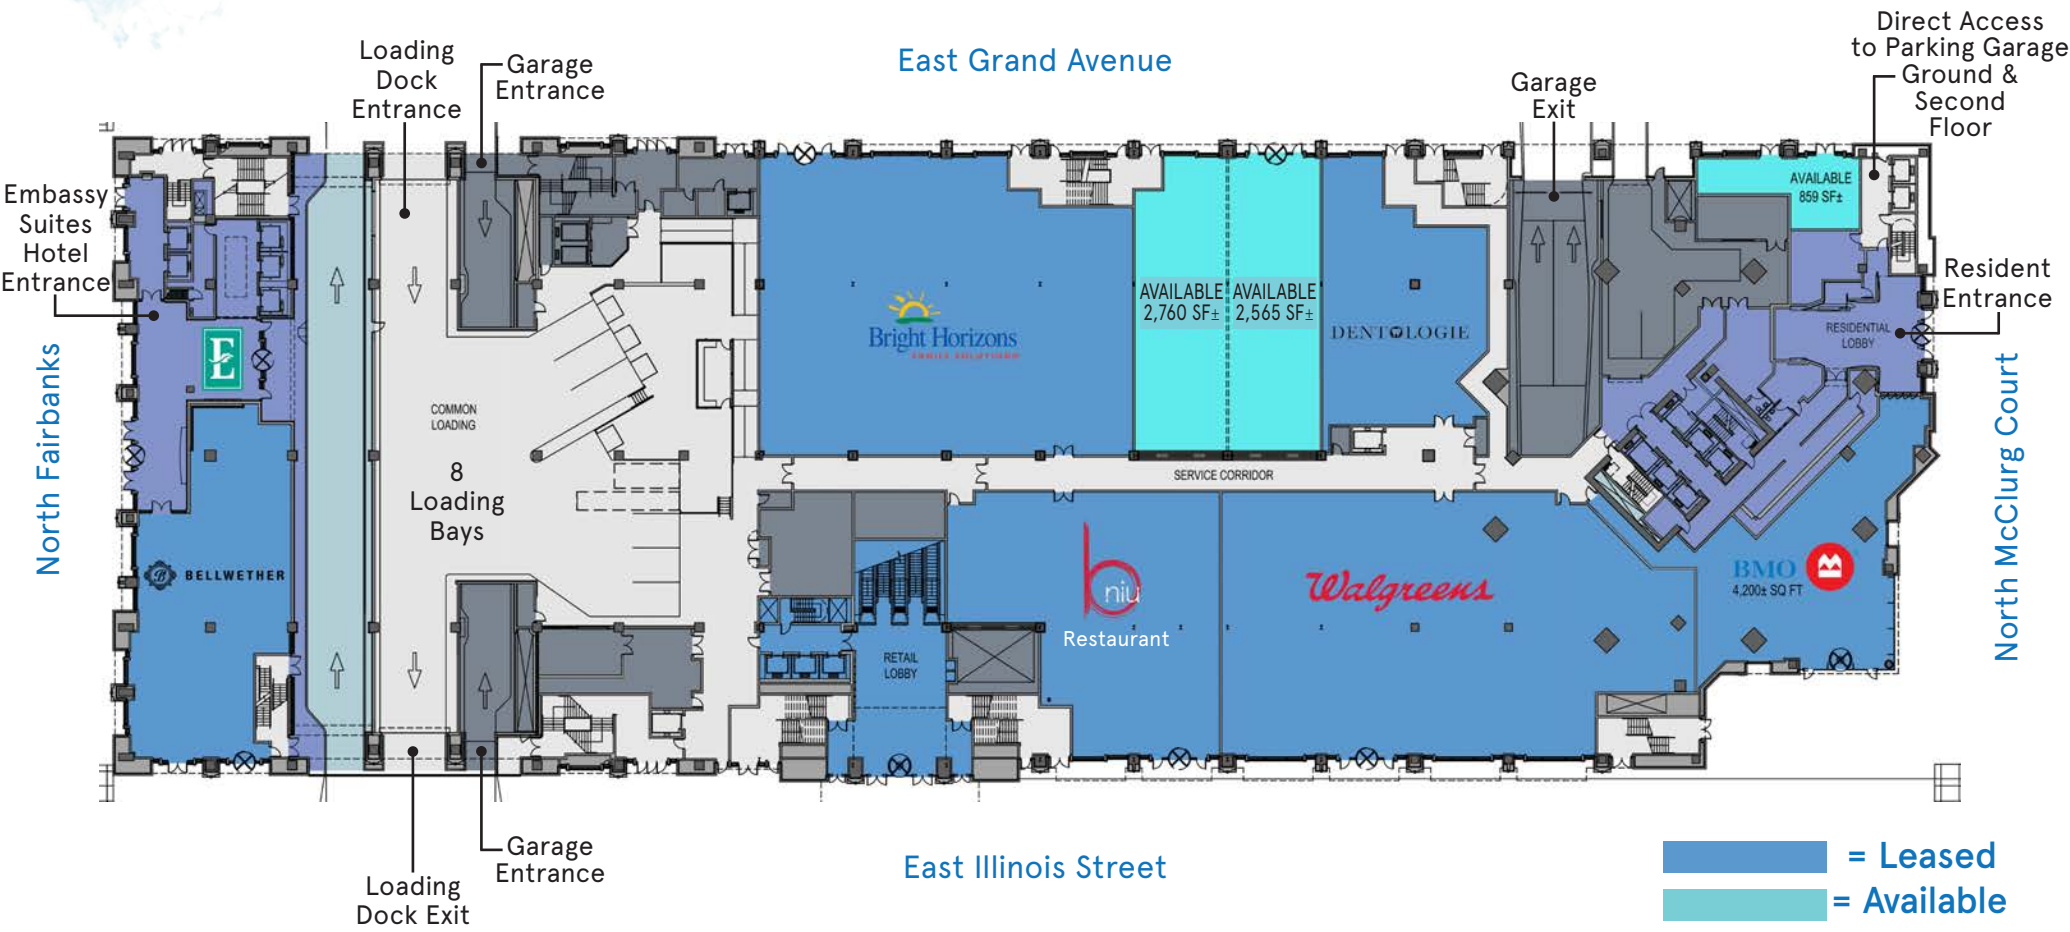 East Grand Avenue
Loading
Dock
Entrance
Garage
Entrance
Garage
Exit
Direct Access
to Parking Garage
Ground &
Second
Floor
Embassy
Suites
Hotel
Entrance
North Fairbanks
BELLWETHER
COMMON
LOADING
8
Loading
Bays
Bright Horizons
FAMILY SOLUTIONS
AVAILABLE
2,760 SF±
AVAILABLE
2,565 SF±
DENTOLOGIE
AVAILABLE
859 SF±
RESIDENTIAL
LOBBY
Resident
Entrance
North McClurg Court
SERVICE CORRIDOR
RETAIL
LOBBY
b
niu
Restaurant
Walgreens
BMO
4,200± SQ FT
Loading
Dock Exit
Garage
Entrance
East Illinois Street
= Leased
= Available